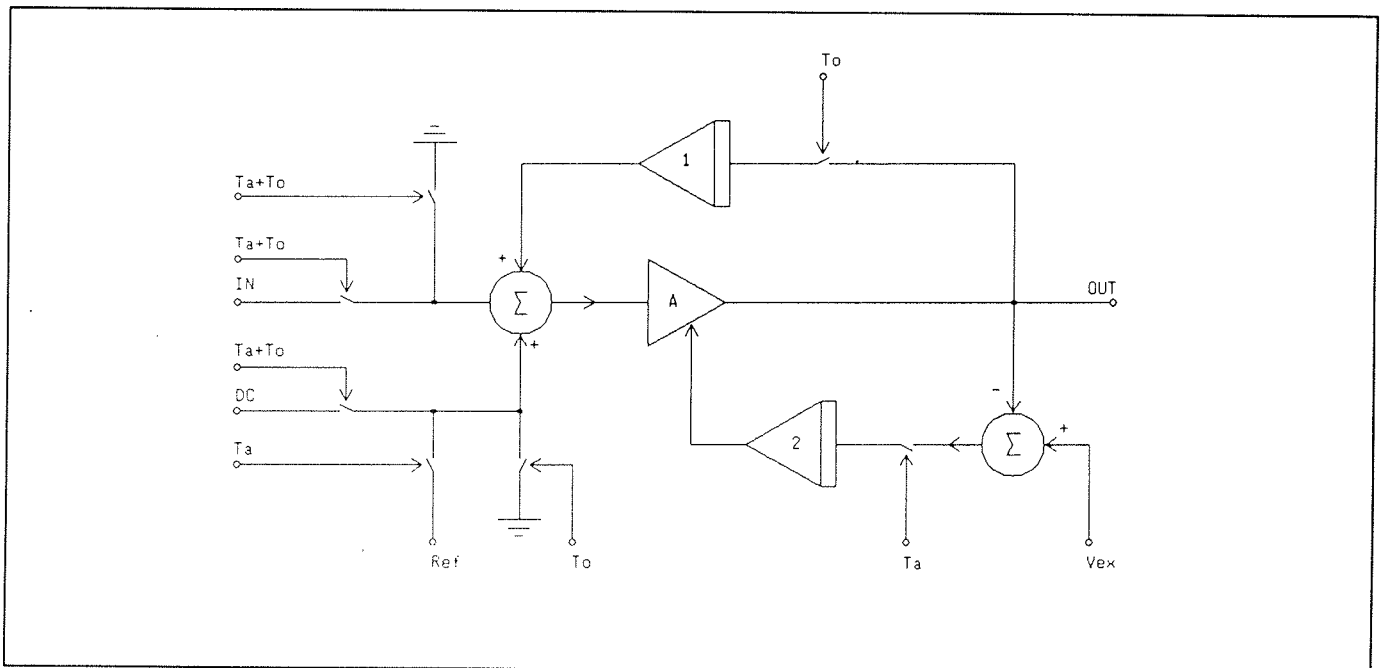 To
1
Ta+To
Ta+To
+
IN
Σ
A
OUT
Ta+To
+
DC
-
+
Ta
2
Σ
Ref
To
Ta
Vex